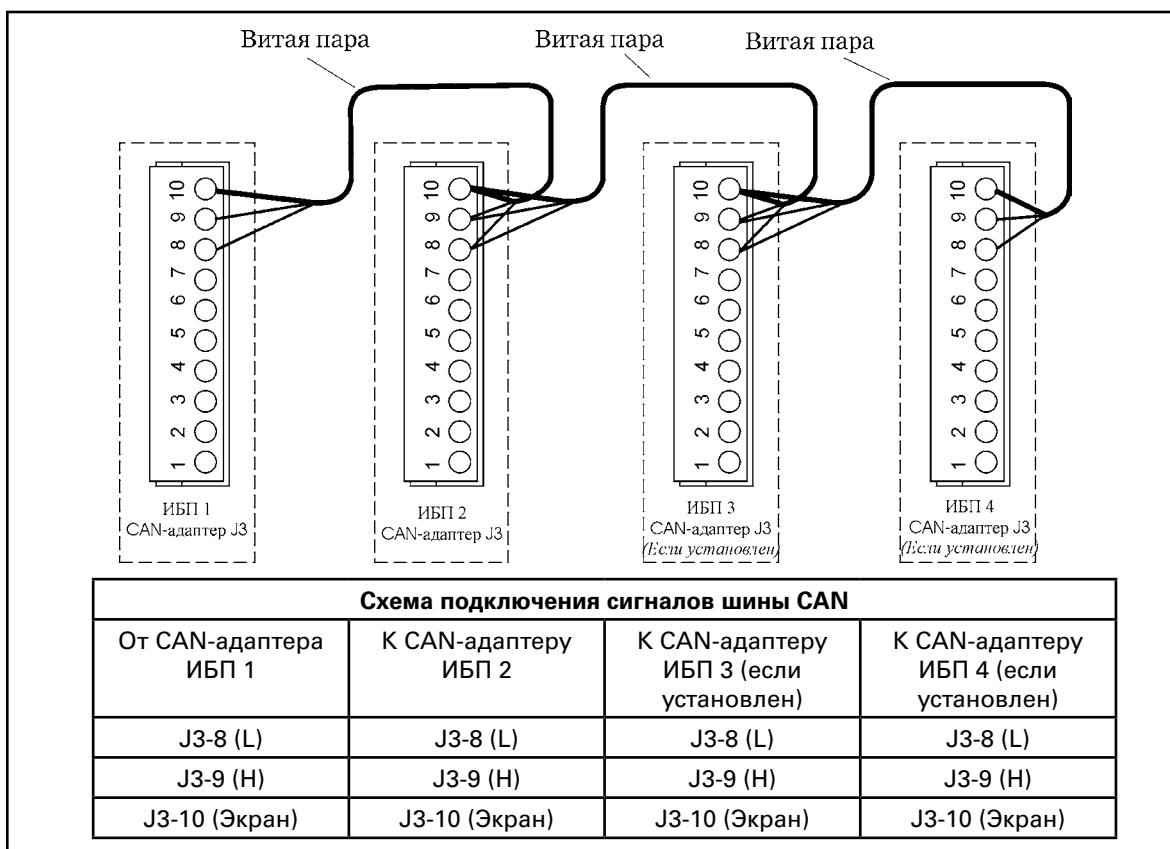 Витая пара
Витая пара
Витая пара
10
9
8
7
6
5
4
3
2
1
ИБП 1
CAN-адаптер J3
10
9
8
7
6
5
4
3
2
1
ИБП 2
CAN-адаптер J3
10
9
8
7
6
5
4
3
2
1
ИБП 3
CAN-адаптер J3
(Если установлен)
10
9
8
7
6
5
4
3
2
1
ИБП 4
CAN-адаптер J3
(Если установлен)
Схема подключения сигналов шины CAN
От CAN-адаптера
ИБП 1
К CAN-адаптеру
ИБП 2
К CAN-адаптеру
ИБП 3 (если
установлен)
К CAN-адаптеру
ИБП 4 (если
установлен)
J3-8 (L) J3-8 (L) J3-8 (L) J3-8 (L)
J3-9 (H) J3-9 (H) J3-9 (H) J3-9 (H)
J3-10 (Экран) J3-10 (Экран) J3-10 (Экран) J3-10 (Экран)